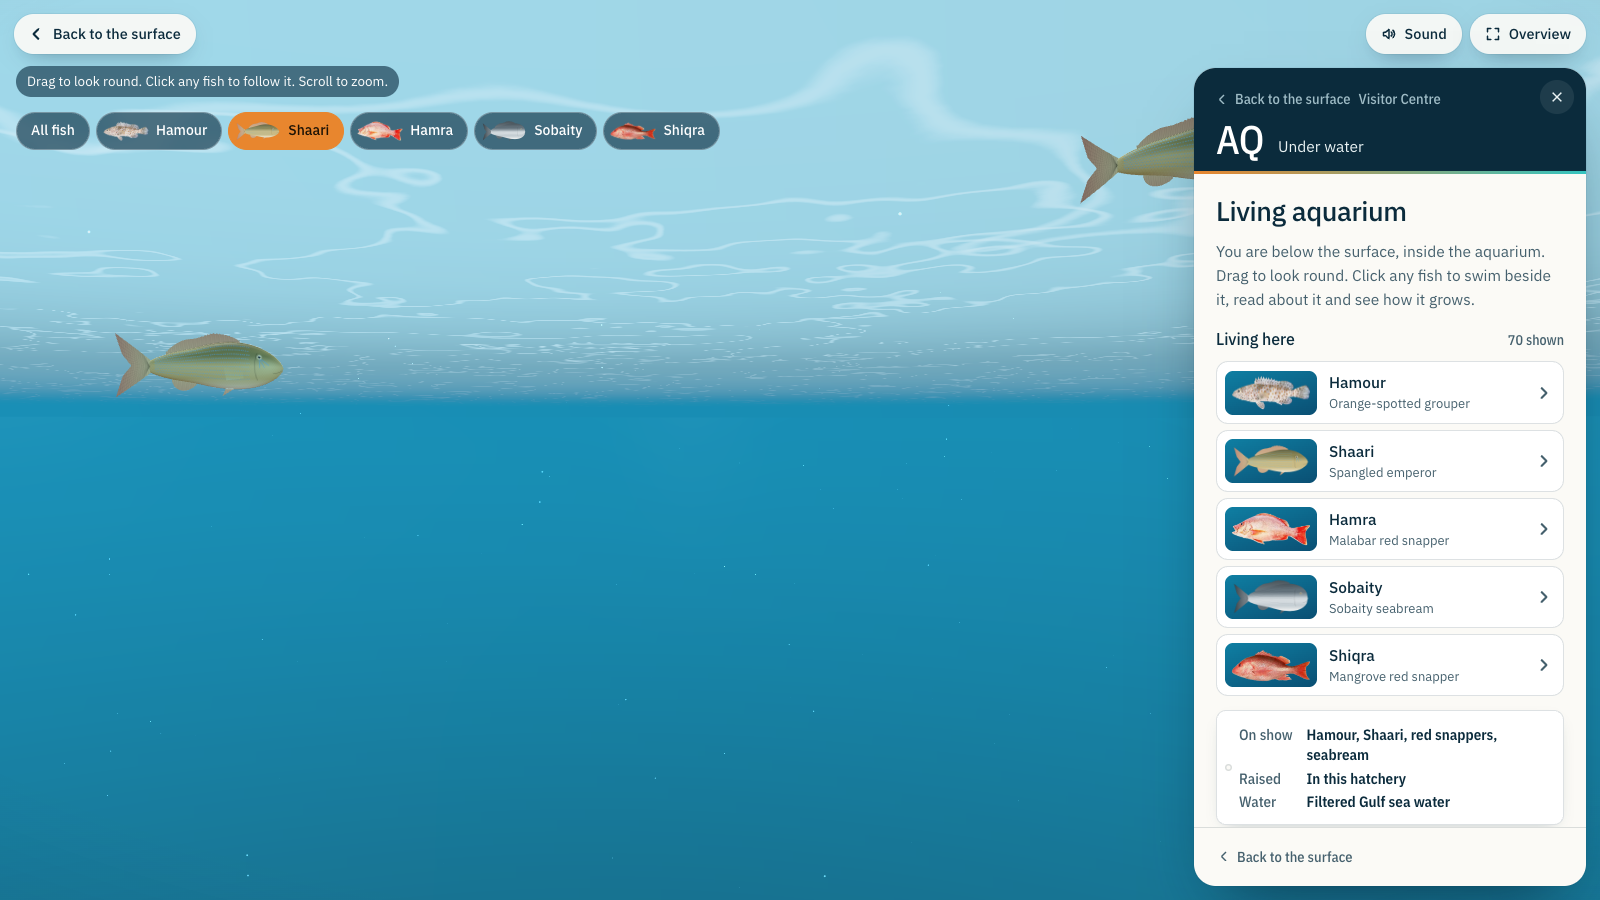 Back to the surface
Sound
Overview
Drag to look round. Click any fish to follow it. Scroll to zoom.
All fish
Hamour
Shaari
Hamra
Sobaity
Shiqra
Back to the surface Visitor Centre
AQ Under water
Living aquarium
You are below the surface, inside the aquarium.
Drag to look round. Click any fish to swim beside
it, read about it and see how it grows.
Living here 70 shown
Hamour
Orange-spotted grouper
Shaari
Spangled emperor
Hamra
Malabar red snapper
Sobaity
Sobaity seabream
Shiqra
Mangrove red snapper
On show Hamour, Shaari, red snappers,
seabream
Raised In this hatchery
Water Filtered Gulf sea water
Back to the surface